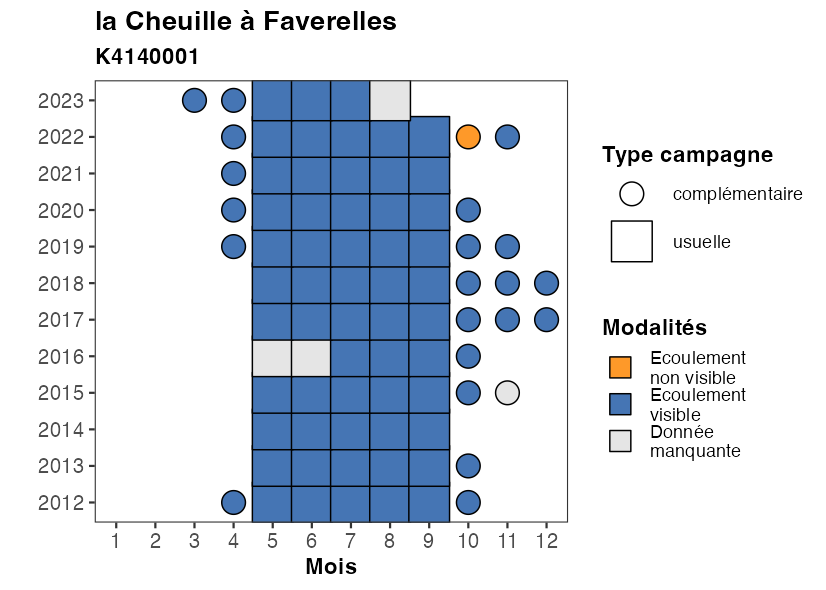 la Cheuille à Faverelles
K4140001
2023
2022
2021
2020
2019
2018
2017
2016
2015
2014
2013
2012
1 2 3 4 5 6 7 8 9 10 11 12
Mois
Type campagne
complémentaire
usuelle
Modalités
Ecoulement
non visible
Ecoulement
visible
Donnée
manquante